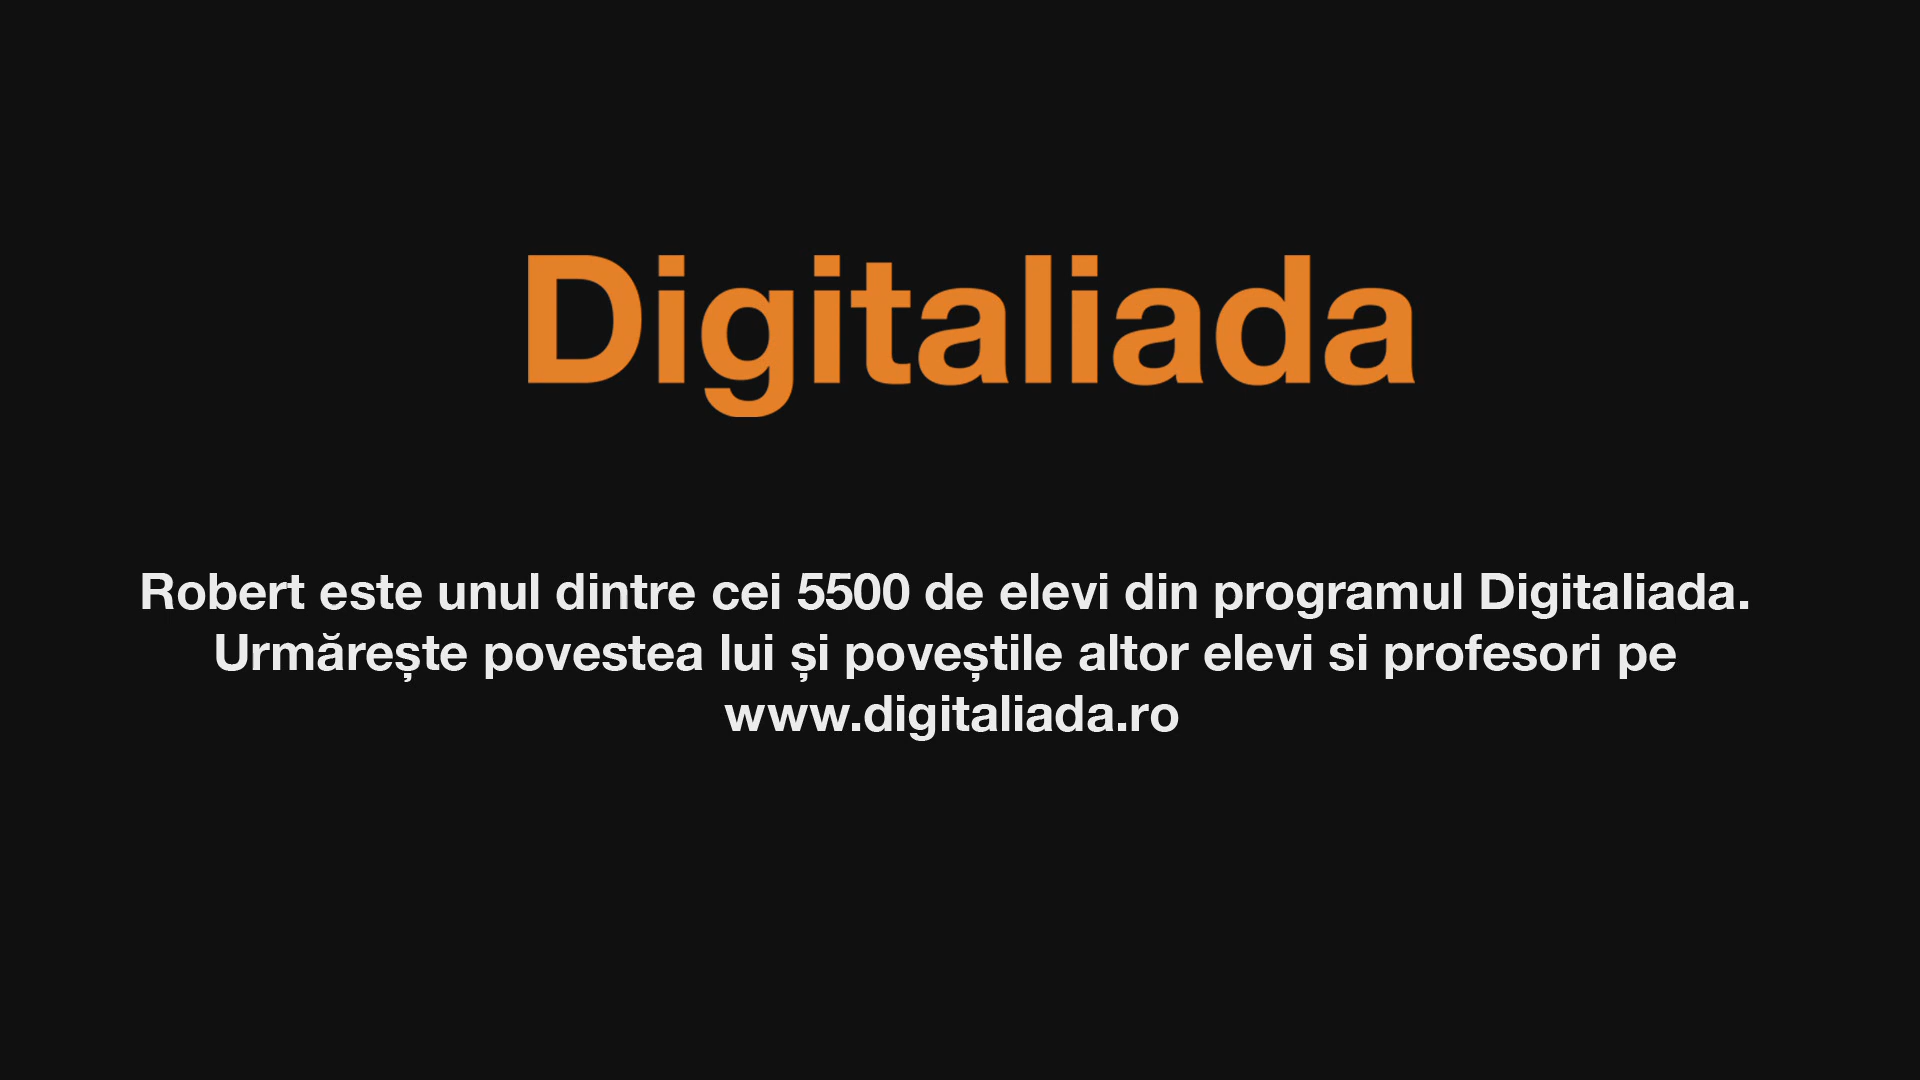 Digitaliada
Robert este unul dintre cei 5500 de elevi din programul Digitaliada.
Urmărește povestea lui și poveștile altor elevi si profesori pe
www.digitaliada.ro